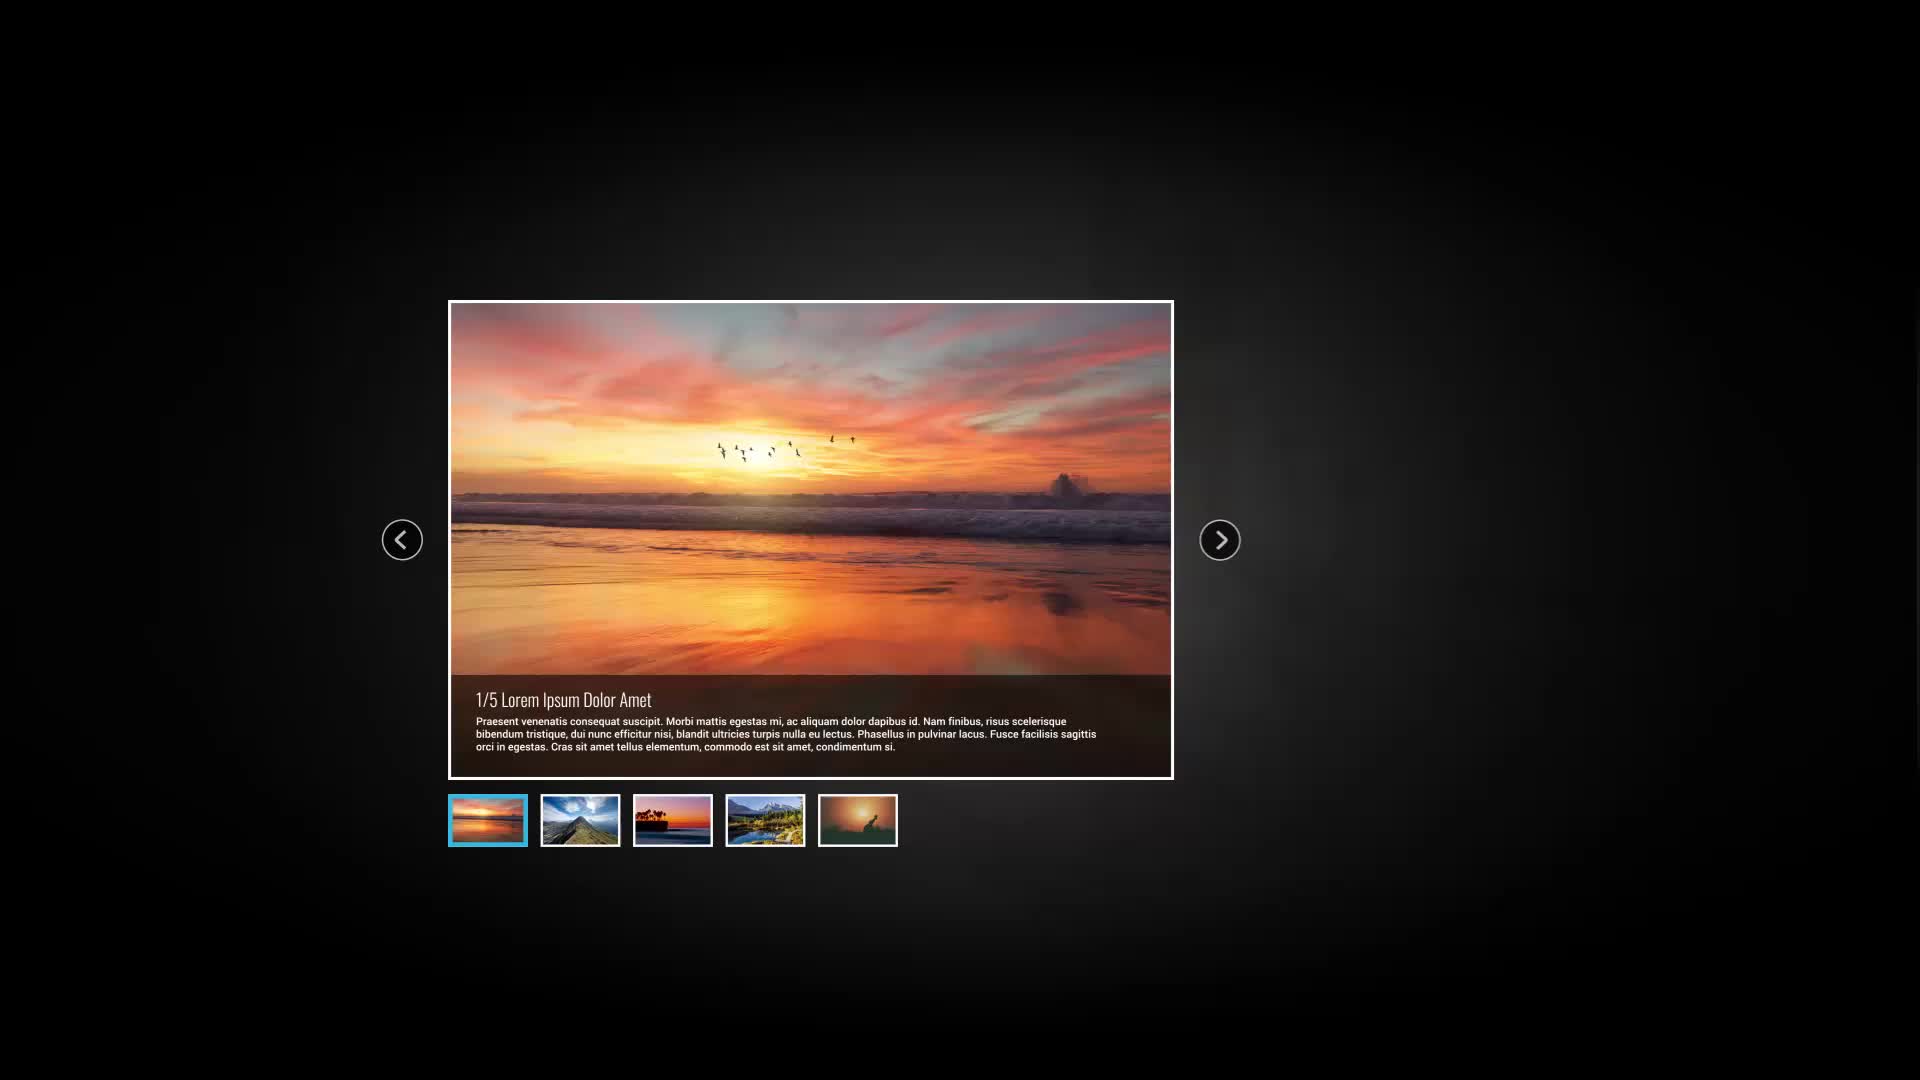 1/5 Lorem Ipsum Dolor Amet
Praesent venenatis consequat suscipit. Morbi mattis egestas mi, ac aliquam dolor dapibus id. Nam finibus, risus scelerisque
bibendum tristique, dui nunc efficitur nisi, blandit ultricies turpis nulla eu lectus. Phasellus in pulvinar lacus. Fusce facilisis sagittis
orci in egestas. Cras sit amet tellus elementum, commodo est sit amet, condimentum si.